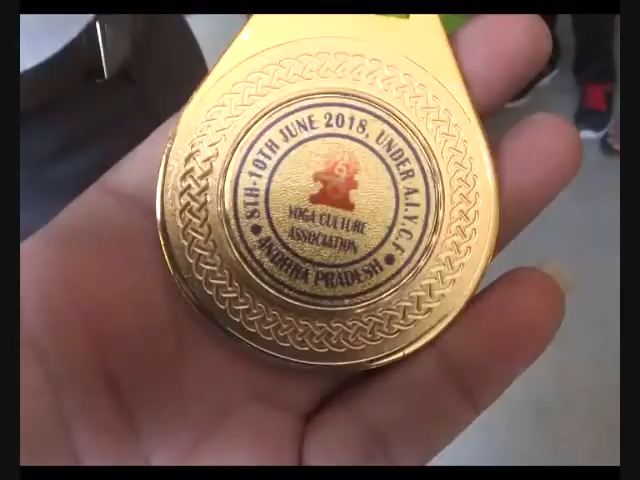 8TH-10TH JUNE 2018, UNDER A.I.Y.C.F
YOGA CULTURE
ASSOCIATION
ANDHRA PRADESH